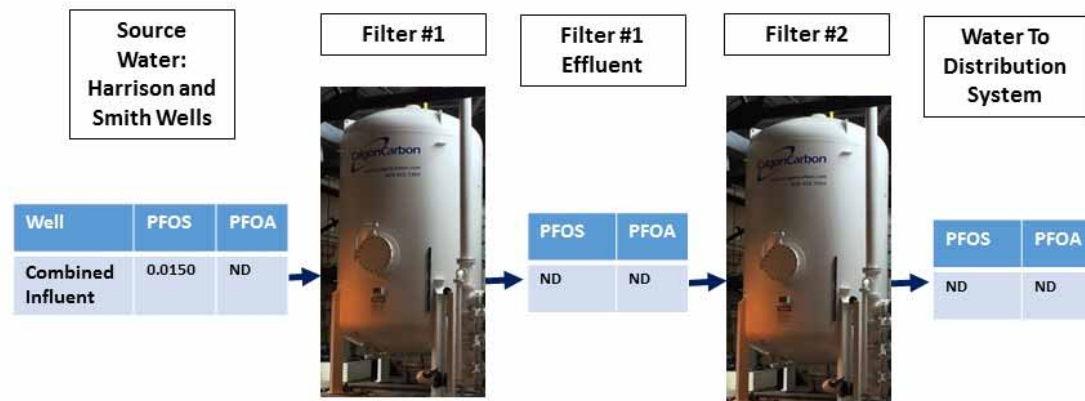 Source
Water:
Harrison and
Smith Wells
Filter #1
Filter #1
Effluent
Filter #2
Water To
Distribution
System
Well PFOS PFOA
Combined
Influent
0.0150 ND
CalgonCarbon
PFOS PFOA
ND ND
CalgonCarbon
PFOS PFOA
ND ND